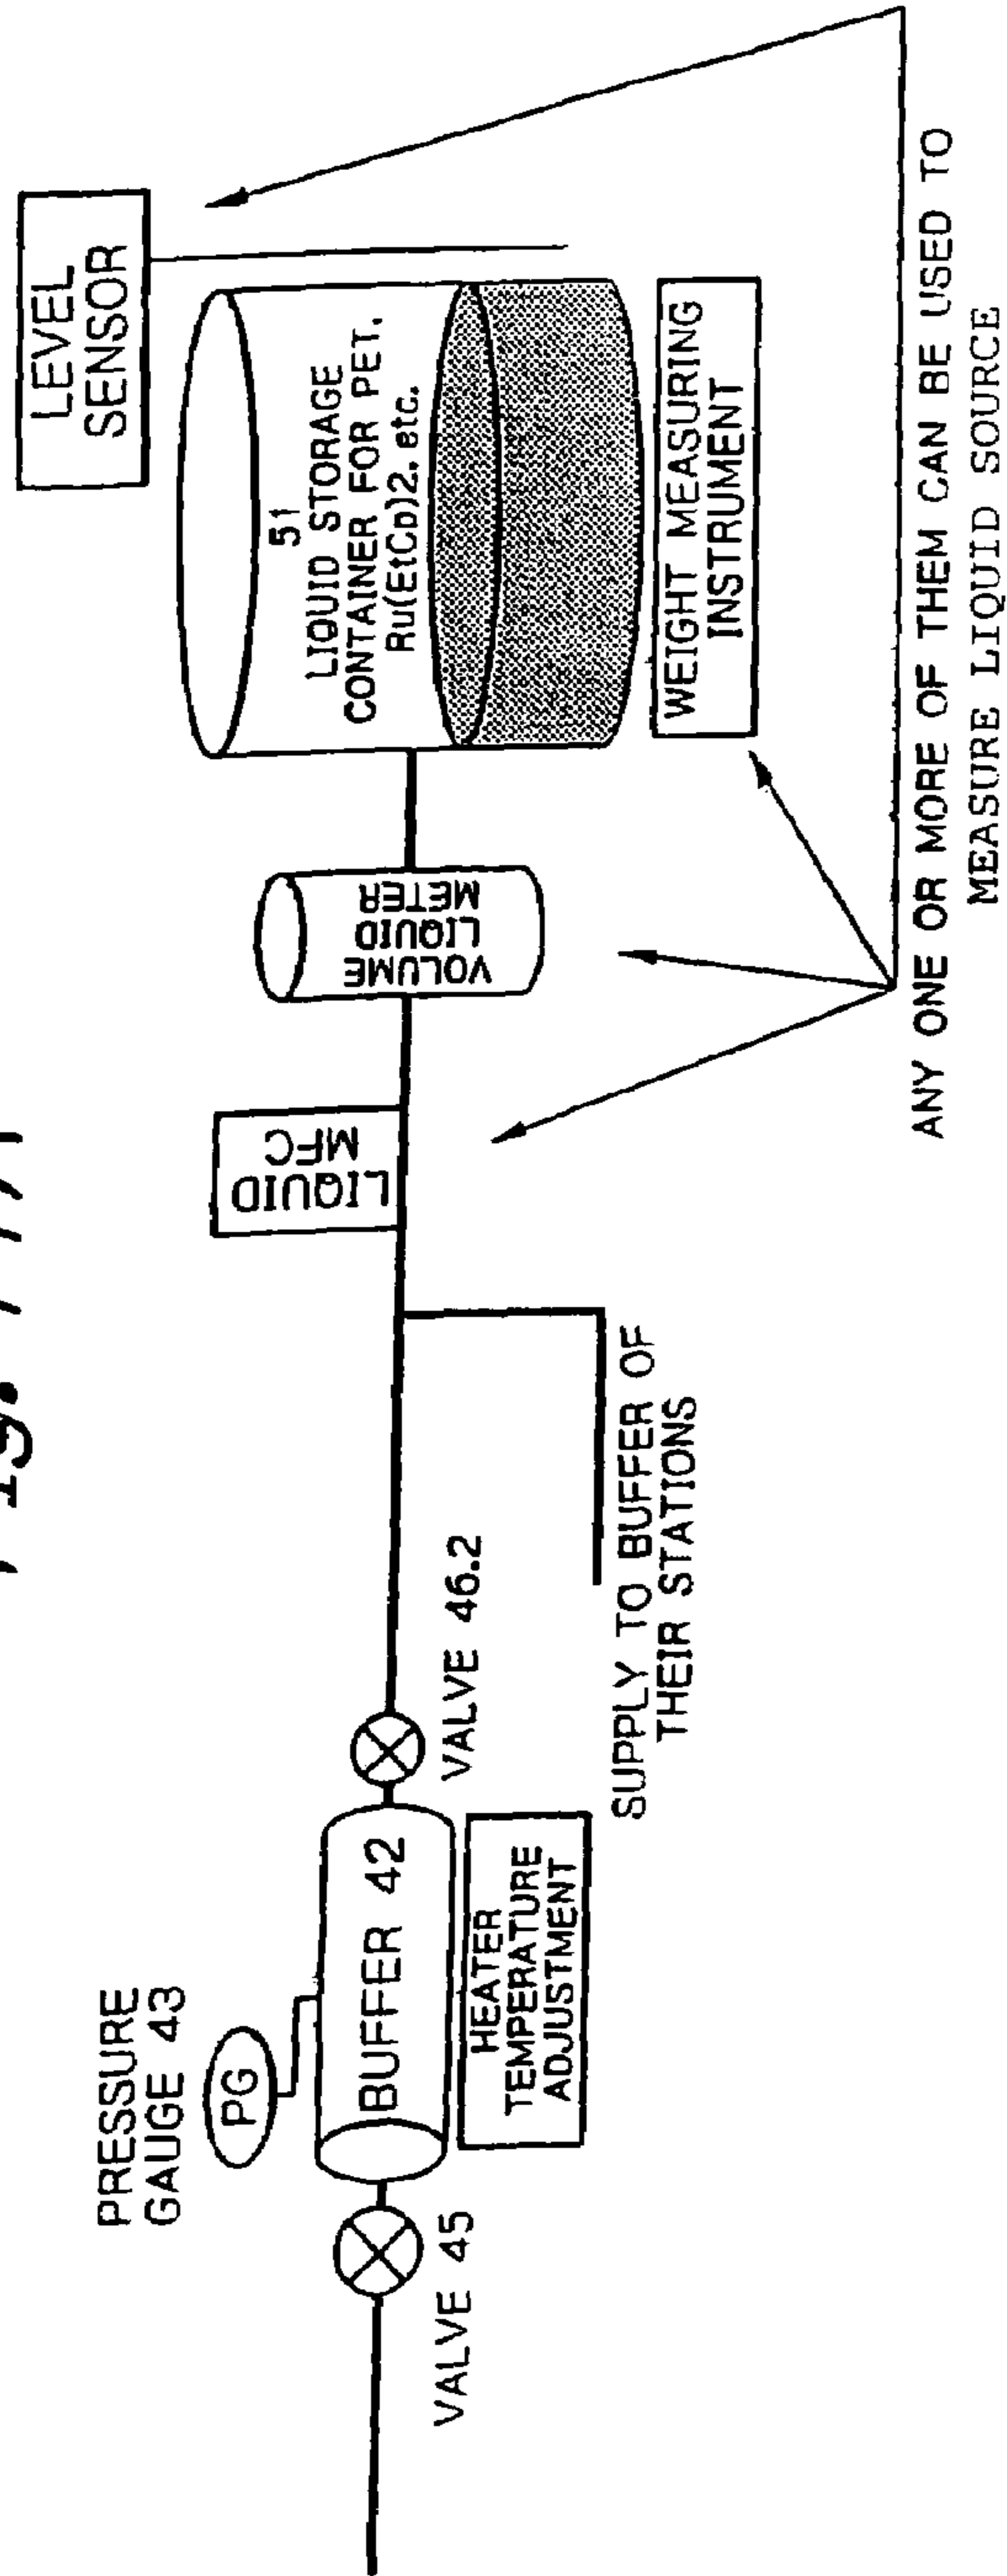 PRESSURE
GAUGE 43
PG
VALVE 45
BUFFER 42
HEATER
TEMPERATURE
ADJUSTMENT
VALVE 46.2
SUPPLY TO BUFFER OF
THEIR STATIONS
LIQUID
MFC
VOLUME
LIQUID
METER
LEVEL
SENSOR
51
LIQUID STORAGE
CONTAINER FOR PET,
Ru(EtCp)2, etc.
WEIGHT MEASURING
INSTRUMENT
ANY ONE OR MORE OF THEM CAN BE USED TO
MEASURE LIQUID SOURCE